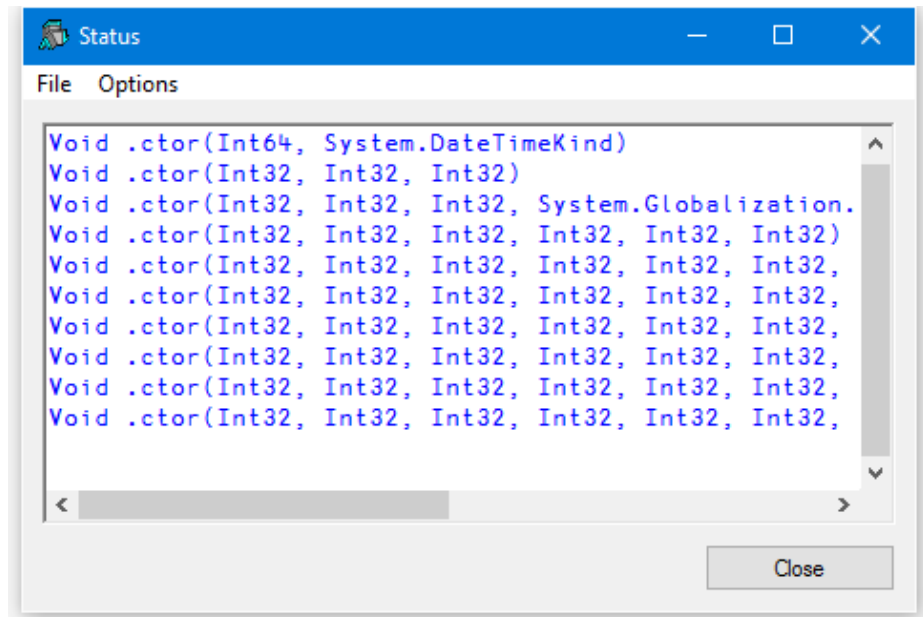 Status
File Options
Void .ctor(Int64, System.DateTimeKind)
Void .ctor(Int32, Int32, Int32)
Void .ctor(Int32, Int32, Int32, System.Globalization.
Void .ctor(Int32, Int32, Int32, Int32, Int32, Int32)
Void .ctor(Int32, Int32, Int32, Int32, Int32, Int32,
Void .ctor(Int32, Int32, Int32, Int32, Int32, Int32,
Void .ctor(Int32, Int32, Int32, Int32, Int32, Int32,
Void .ctor(Int32, Int32, Int32, Int32, Int32, Int32,
Void .ctor(Int32, Int32, Int32, Int32, Int32, Int32,
Void .ctor(Int32, Int32, Int32, Int32, Int32, Int32,
Close